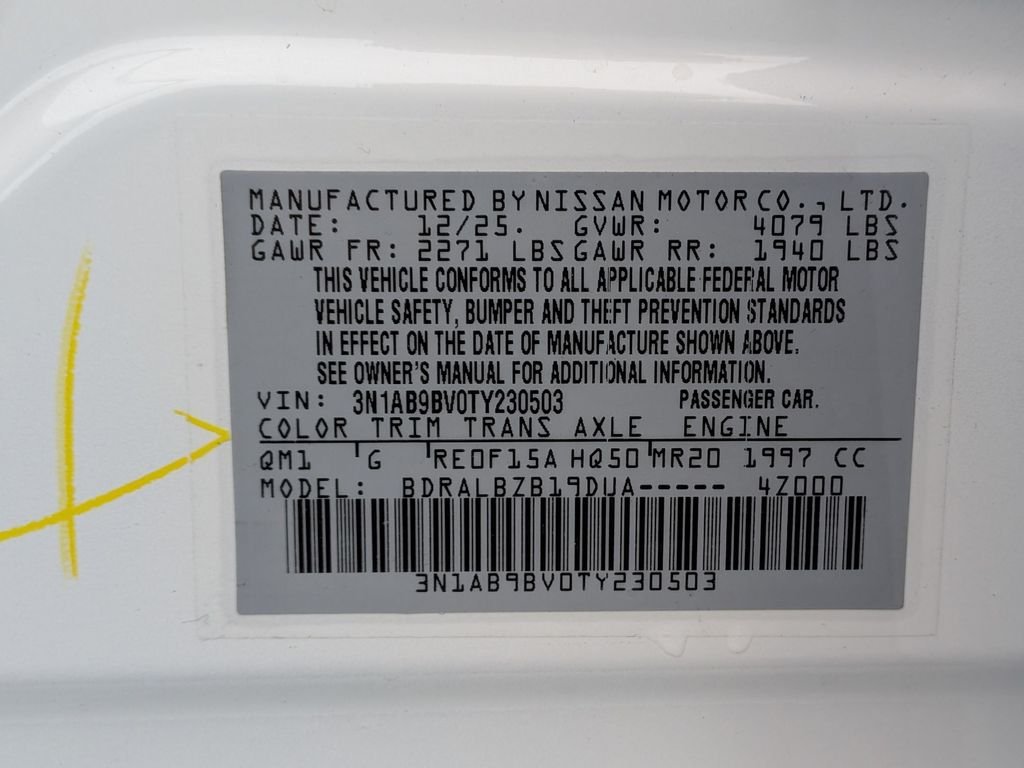 MANUFACTURED BY NISSAN MOTOR CO., LTD.
DATE: 12/25. GVWR: 4079 LBS
GAWR FR: 2271 LBS GAWR RR: 1940 LBS
THIS VEHICLE CONFORMS TO ALL APPLICABLE FEDERAL MOTOR
VEHICLE SAFETY, BUMPER AND THEFT PREVENTION STANDARDS
IN EFFECT ON THE DATE OF MANUFACTURE SHOWN ABOVE.
SEE OWNER'S MANUAL FOR ADDITIONAL INFORMATION.
VIN: 3N1AB9BV0TY230503 PASSENGER CAR.
COLOR TRIM TRANS AXLE ENGINE
QM1 G RE0F15A HQ50 MR20 1997 CC
MODEL: BDRALBZB19DUA----- 4Z000
3N1AB9BV0TY230503